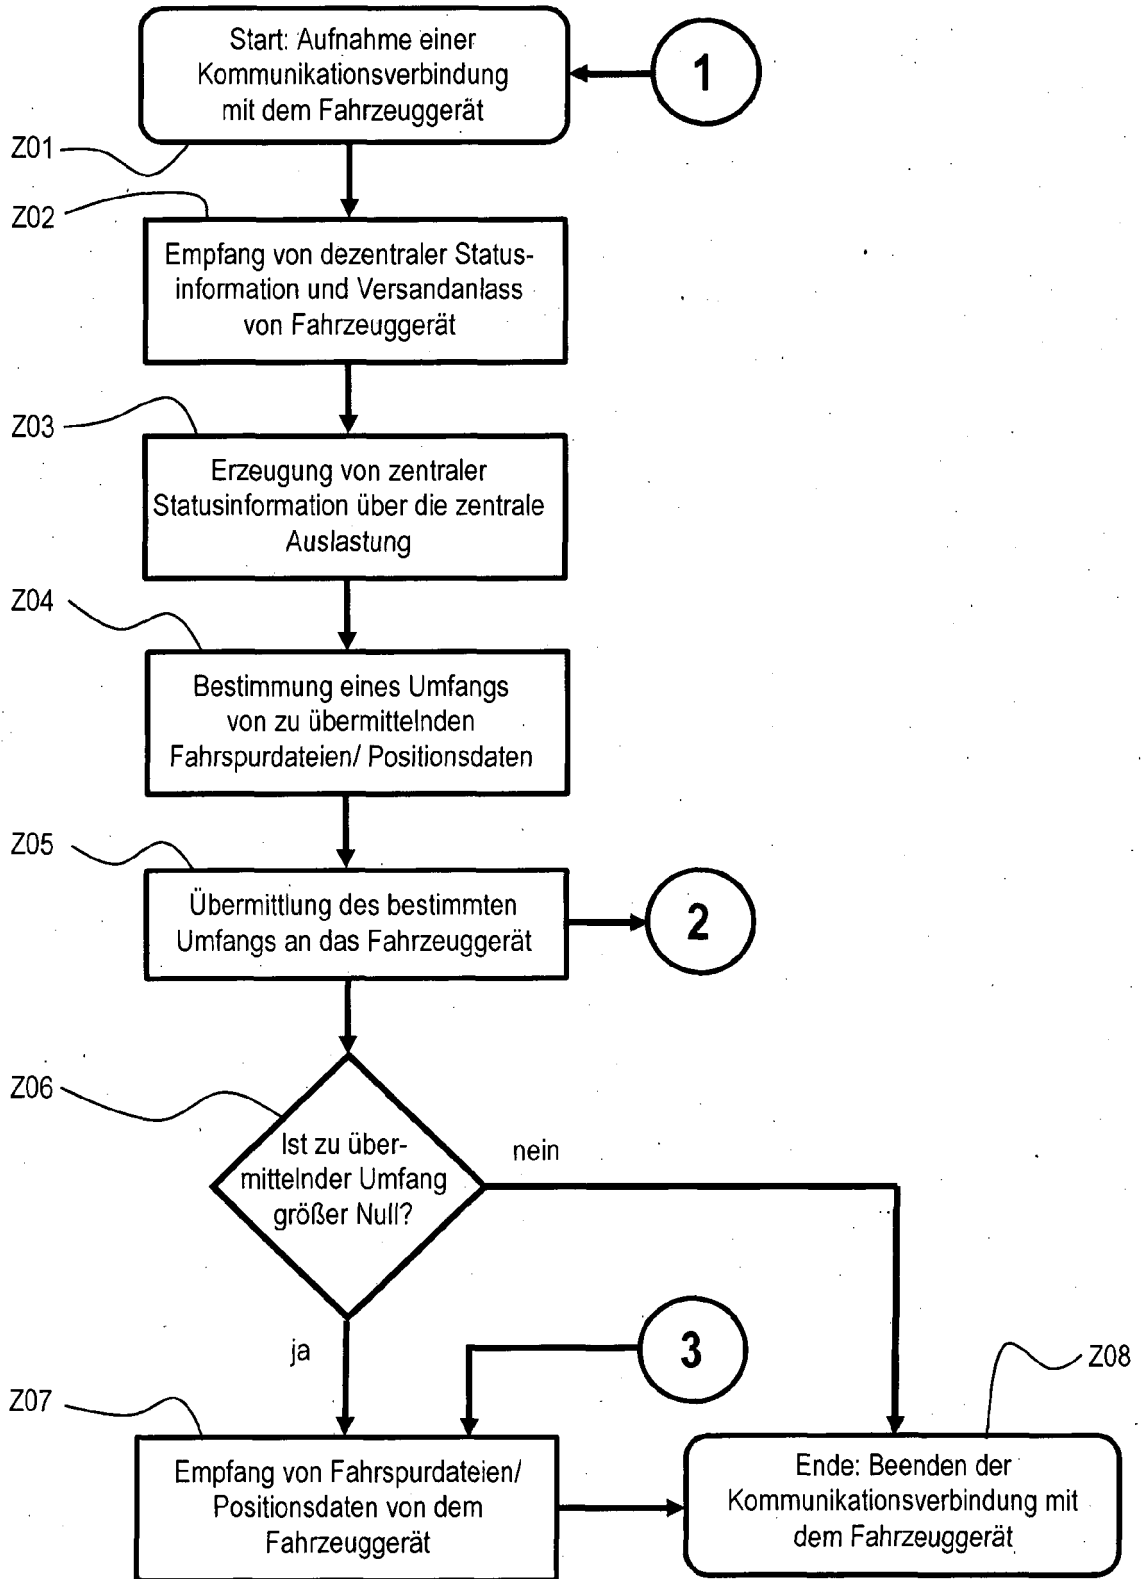 Start: Aufnahme einer
Kommunikationsverbindung
mit dem Fahrzeuggerät
1
Z01
Z02
Empfang von dezentraler Status-
information und Versandanlass
von Fahrzeuggerät
Z03
Erzeugung von zentraler
Statusinformation über die zentrale
Auslastung
Z04
Bestimmung eines Umfangs
von zu übermittelnden
Fahrspurdateien/ Positionsdaten
Z05
Übermittlung des bestimmten
Umfangs an das Fahrzeuggerät
2
Z06
Ist zu über-
mittelnder Umfang
größer Null?
nein
ja
3
Z08
Z07
Empfang von Fahrspurdateien/
Positionsdaten von dem
Fahrzeuggerät
Ende: Beenden der
Kommunikationsverbindung mit
dem Fahrzeuggerät